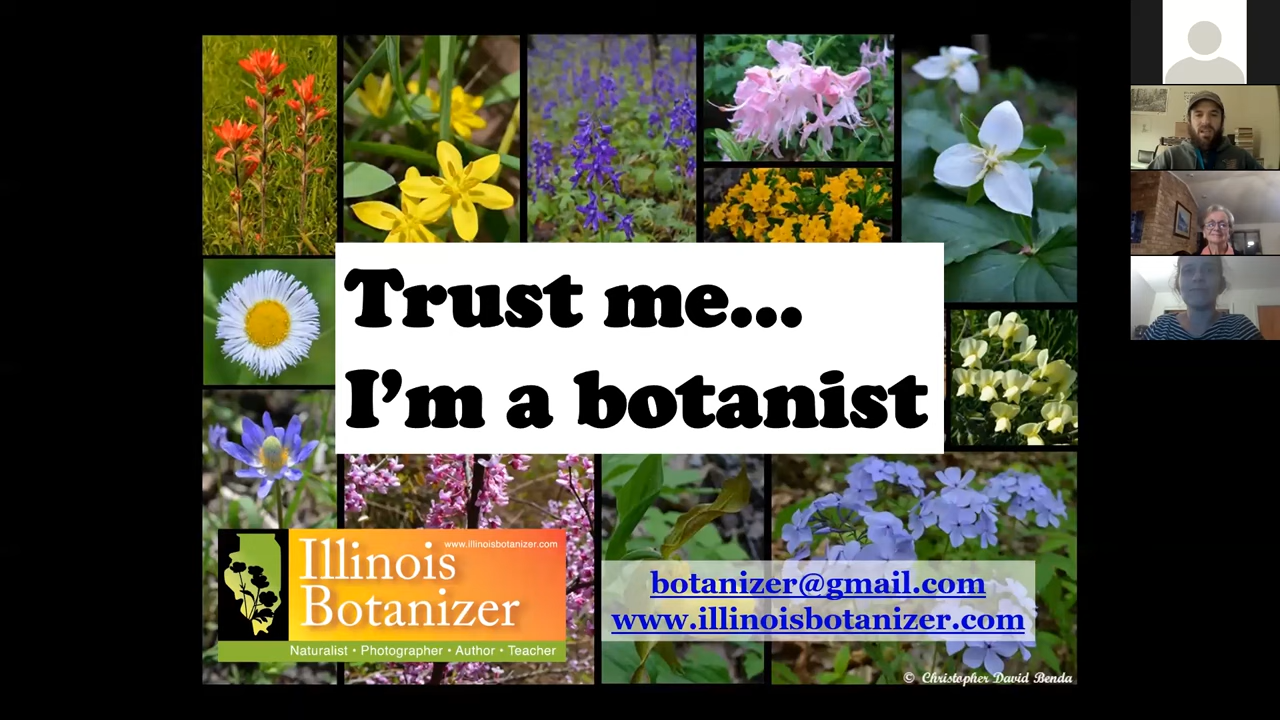 Trust me...
I'm a botanist
www.illinoisbotanizer.com
Illinois
Botanizer
Naturalist • Photographer • Author • Teacher
botanizer@gmail.com
www.illinoisbotanizer.com
© Christopher David Benda